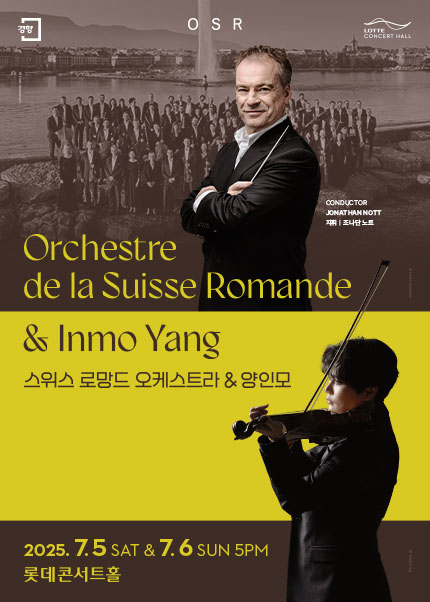 경향
O S R
LOTTE
CONCERT HALL
CONDUCTOR
JONATHAN NOTT
지휘 | 조나단 노트
Orchestre
de la Suisse Romande
& Inmo Yang
스위스 로망드 오케스트라 & 양인모
2025. 7.5 SAT & 7.6 SUN 5PM
롯데콘서트홀